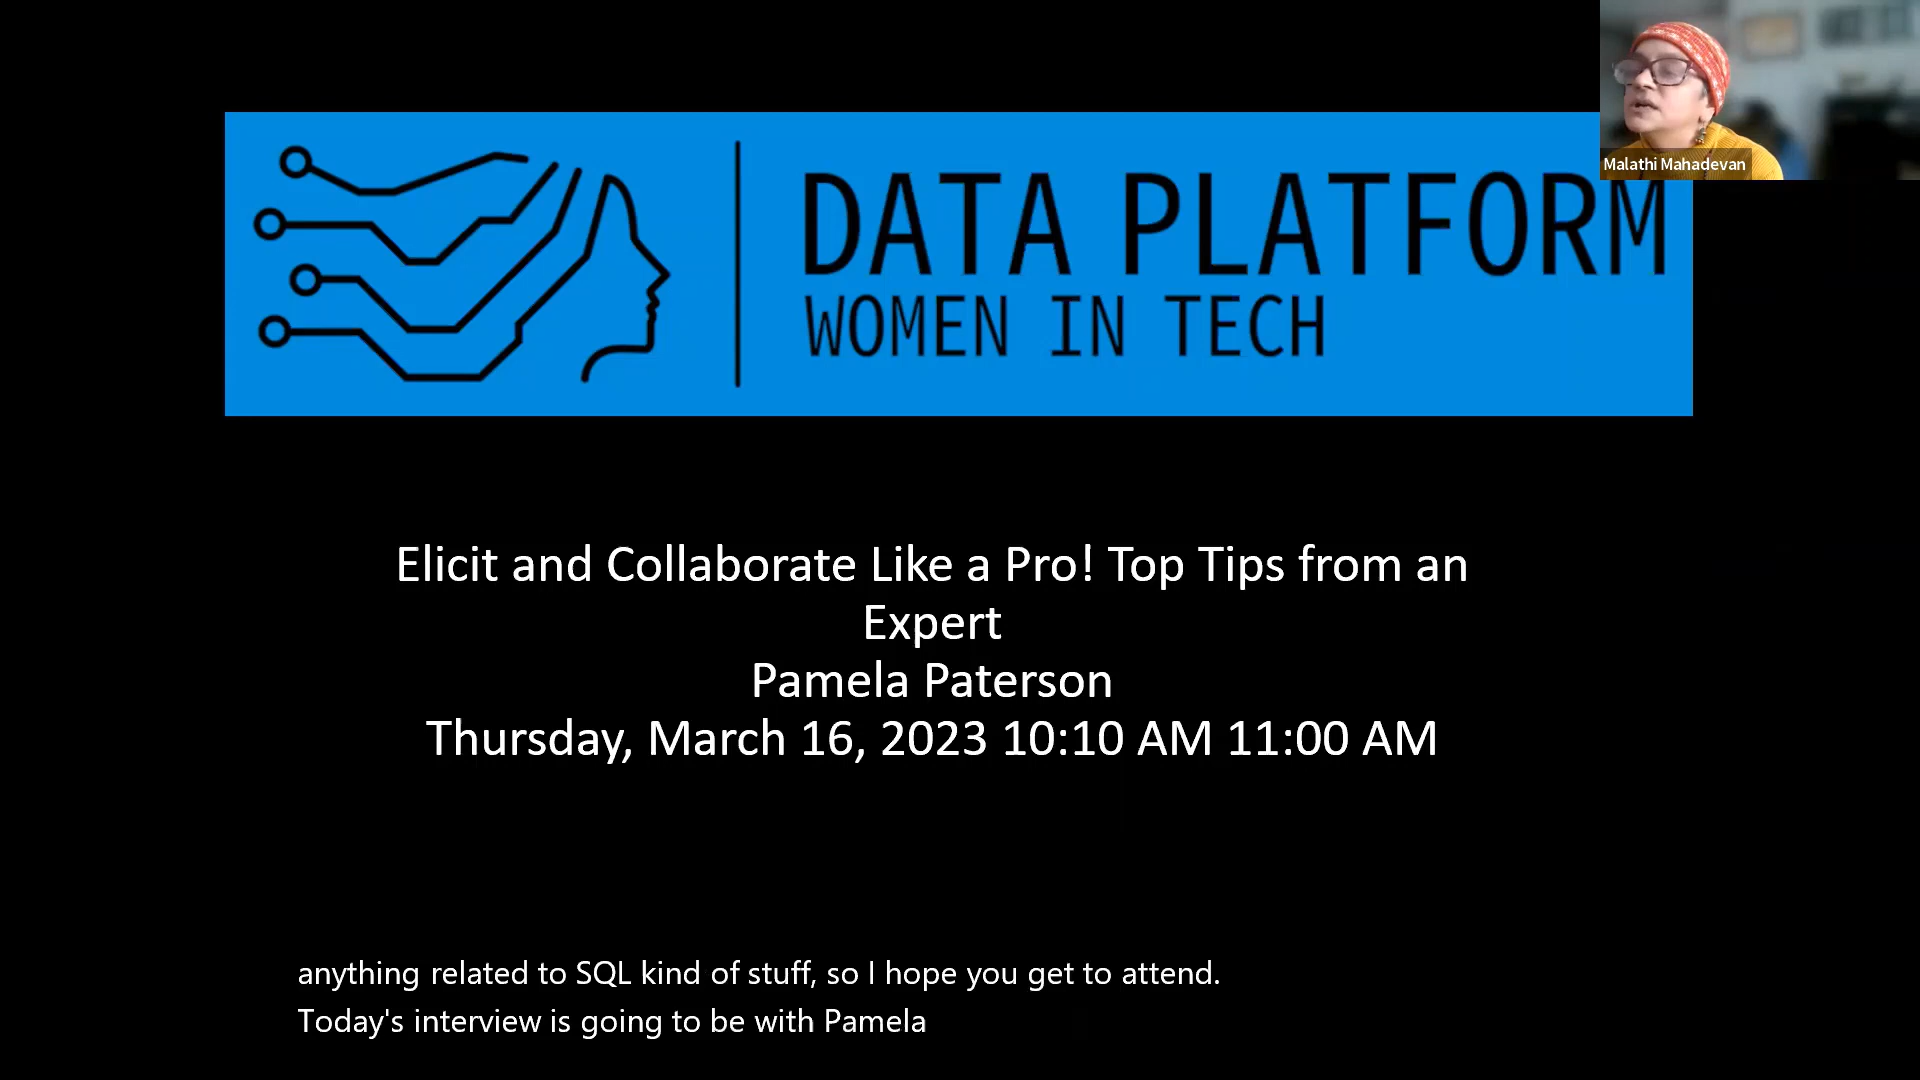 DATA PLATFORM
WOMEN IN TECH
Malathi Mahadevan
Elicit and Collaborate Like a Pro! Top Tips from an
Expert
Pamela Paterson
Thursday, March 16, 2023 10:10 AM 11:00 AM
anything related to SQL kind of stuff, so I hope you get to attend.
Today's interview is going to be with Pamela